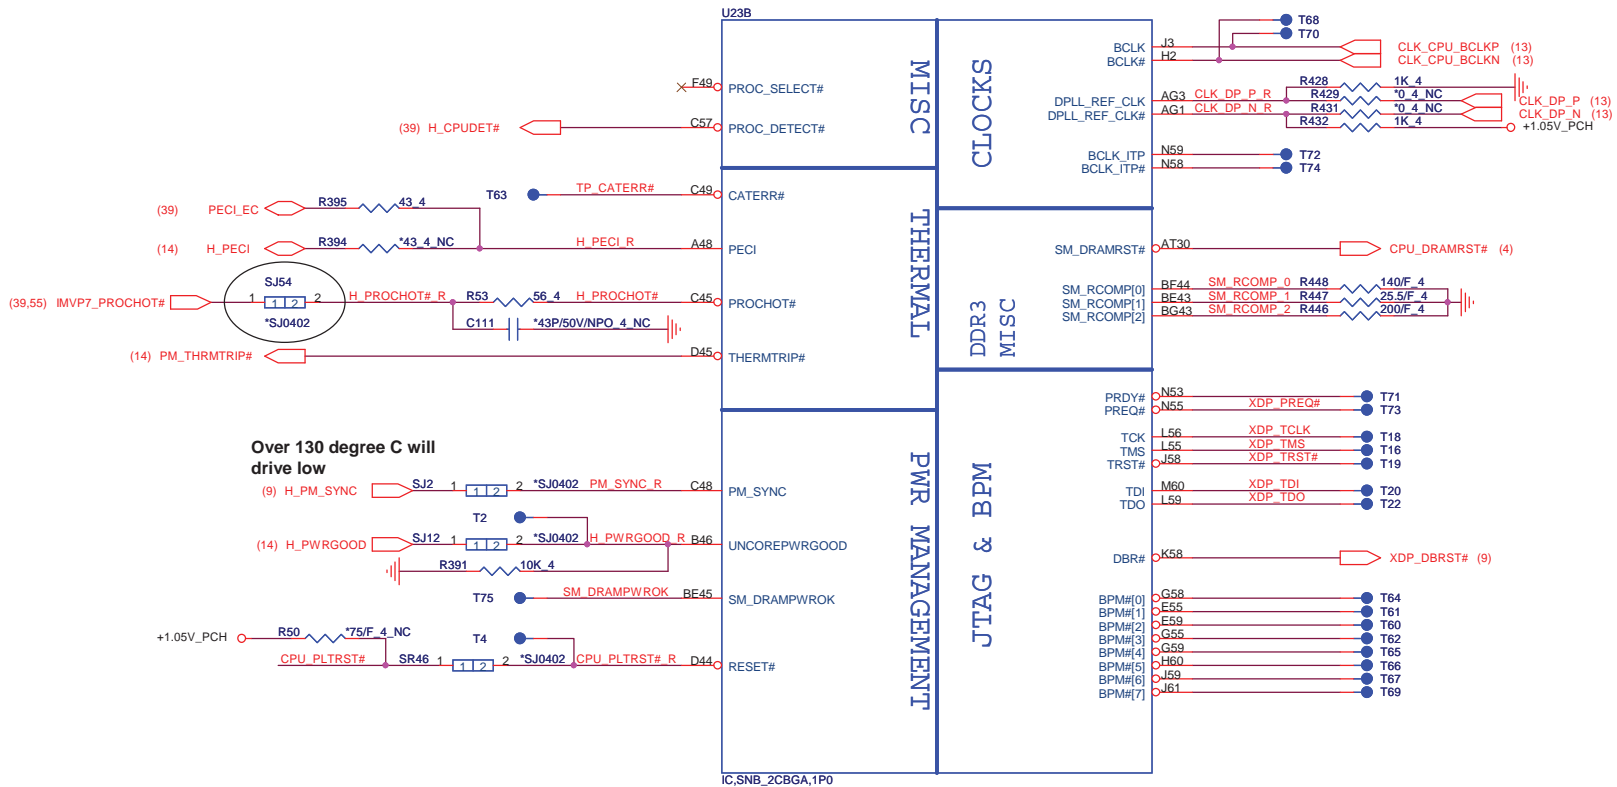 U23B
MISC
CLOCKS
THERMAL
DDR3
MISC
PWR MANAGEMENT
JTAG & BPM
F49 PROC_SELECT#
(39) H_CPUDET# C57 PROC_DETECT#
T63 TP_CATERR# C49 CATERR#
(39) PECI_EC R395 43_4
(14) H_PECI R394 *43_4_NC H_PECI_R A48 PECI
SJ54
(39,55) IMVP7_PROCHOT# 1 1 2 2 H_PROCHOT#_R R53 56_4 H_PROCHOT# C45 PROCHOT#
*SJ0402
C111 *43P/50V/NPO_4_NC
(14) PM_THRMTRIP# D45 THERMTRIP#
Over 130 degree C will
drive low
(9) H_PM_SYNC SJ2 1 1 2 2 *SJ0402 PM_SYNC_R C48 PM_SYNC
T2
(14) H_PWRGOOD SJ12 1 1 2 2 *SJ0402 H_PWRGOOD_R B46 UNCOREPWRGOOD
R391 10K_4
T75 SM_DRAMPWROK BE45 SM_DRAMPWROK
+1.05V_PCH R50 *75/F_4_NC T4
CPU_PLTRST# SR46 1 1 2 2 *SJ0402 CPU_PLTRST#_R D44 RESET#
T68
T70
BCLK J3 CLK_CPU_BCLKP (13)
BCLK# H2 CLK_CPU_BCLKN (13)
R428 1K_4
DPLL_REF_CLK AG3 CLK_DP_P_R R429 *0_4_NC CLK_DP_P (13)
DPLL_REF_CLK# AG1 CLK_DP_N_R R431 *0_4_NC CLK_DP_N (13)
R432 1K_4 +1.05V_PCH
BCLK_ITP N59 T72
BCLK_ITP# N58 T74
SM_DRAMRST# AT30 CPU_DRAMRST# (4)
SM_RCOMP[0] BF44 SM_RCOMP_0 R448 140/F_4
SM_RCOMP[1] BE43 SM_RCOMP_1 R447 25.5/F_4
SM_RCOMP[2] BG43 SM_RCOMP_2 R446 200/F_4
PRDY# N53 T71
PREQ# N55 XDP_PREQ# T73
TCK L56 XDP_TCLK T18
TMS L55 XDP_TMS T16
TRST# J58 XDP_TRST# T19
TDI M60 XDP_TDI T20
TDO L59 XDP_TDO T22
DBR# K58 XDP_DBRST# (9)
BPM#[0] G58 T64
BPM#[1] E55 T61
BPM#[2] E59 T60
BPM#[3] G55 T62
BPM#[4] G59 T65
BPM#[5] H60 T66
BPM#[6] J59 T67
BPM#[7] J61 T69
IC,SNB_2CBGA,1P0